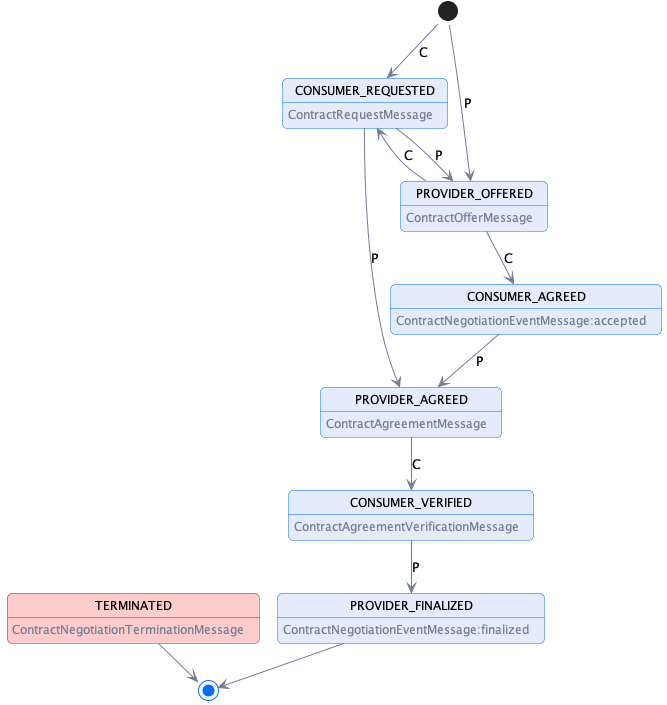 C
CONSUMER_REQUESTED
ContractRequestMessage
P
C
P
PROVIDER_OFFERED
ContractOfferMessage
P
C
CONSUMER_AGREED
ContractNegotiationEventMessage:accepted
P
PROVIDER_AGREED
ContractAgreementMessage
C
CONSUMER_VERIFIED
ContractAgreementVerificationMessage
P
TERMINATED
ContractNegotiationTerminationMessage
PROVIDER_FINALIZED
ContractNegotiationEventMessage:finalized